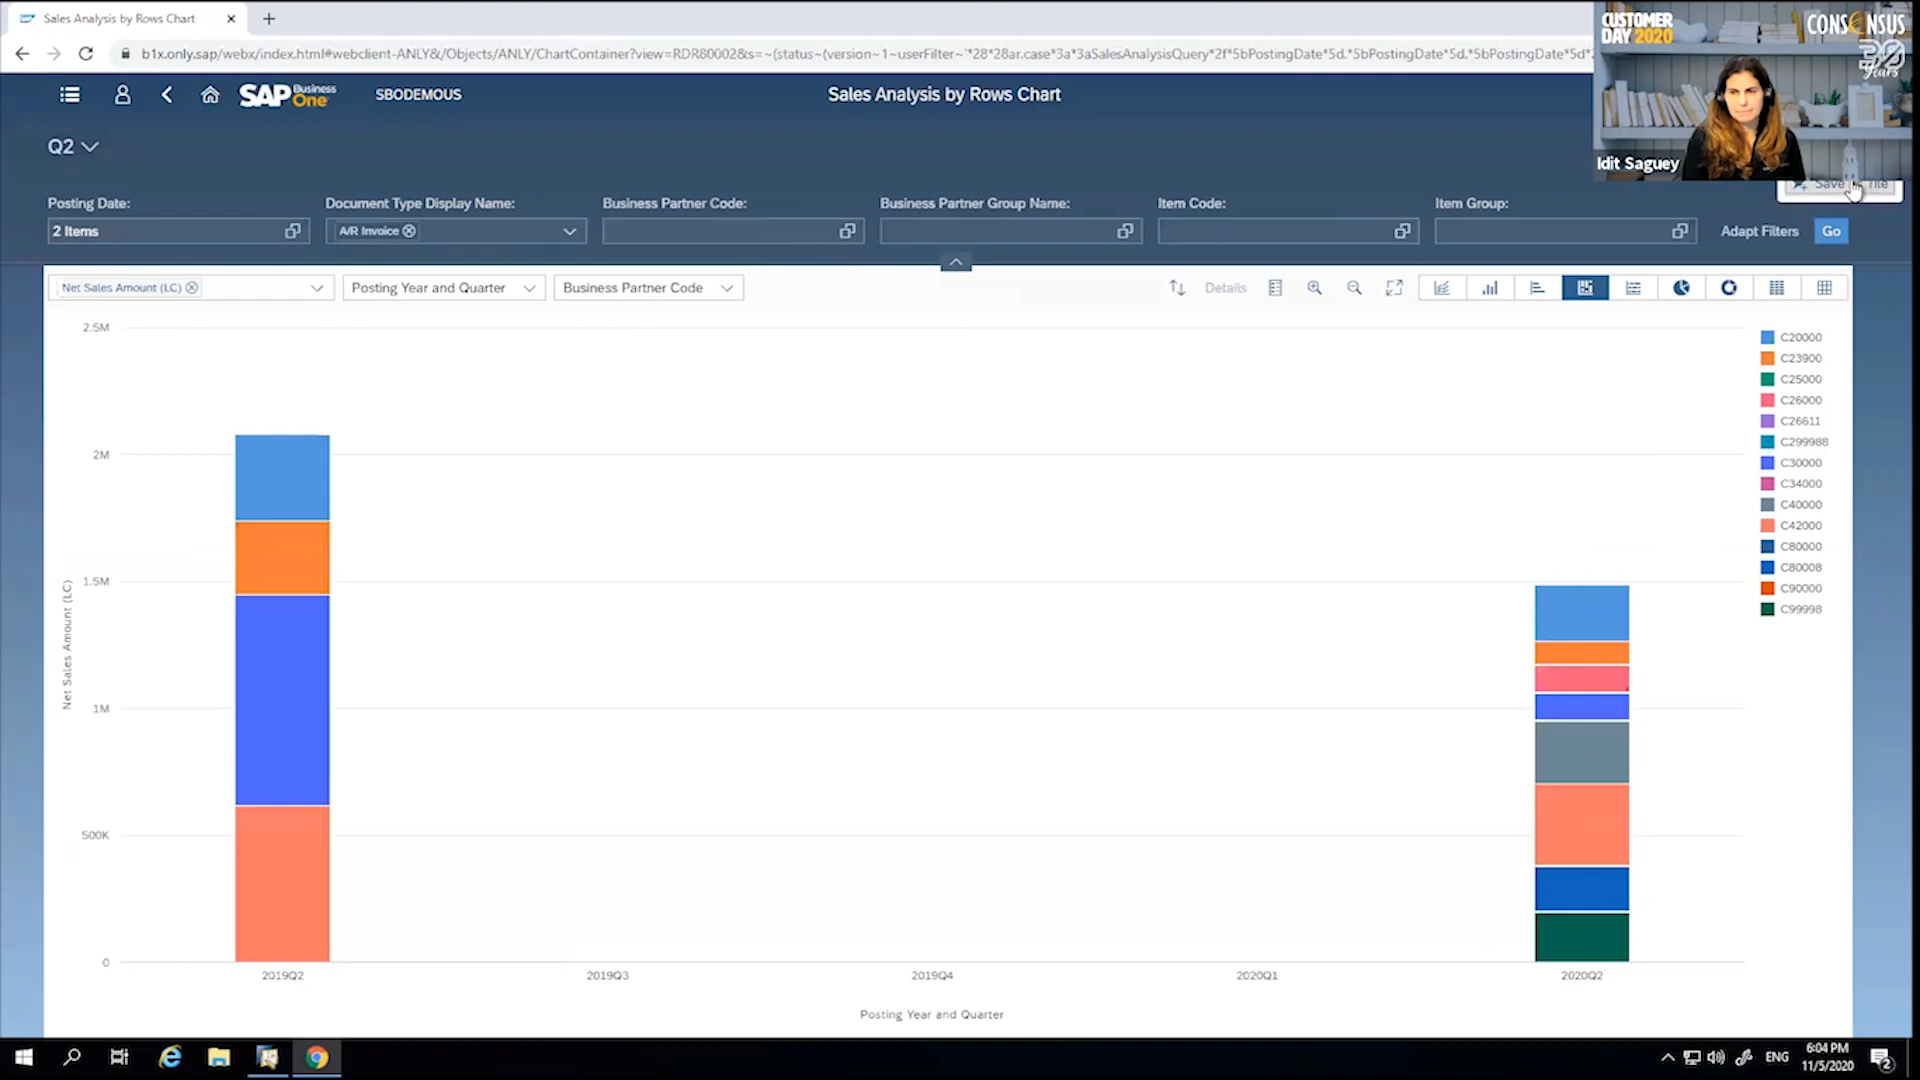 Sales Analysis by Rows Chart
b1x.only.sap/webx/index.html#webclient-ANLY&/Objects/ANLY/ChartContainer?view=RDR80002&s=~(status~(version~1~userFilter~'*28*28ar.case*3a*3aSalesAnalysisQuery*2f*5bPostingDate*5d.*5bPostingDate*5d.*5bPostingDate*5d*
CUSTOMER
DAY 2020
CONSENSUS
30
Years
SAP Business One
SBODEMOUS
Sales Analysis by Rows Chart
Idit Saguey
Q2
Save
Tile
Posting Date:
Document Type Display Name:
Business Partner Code:
Business Partner Group Name:
Item Code:
Item Group:
2 Items
A/R Invoice
Adapt Filters
Go
Net Sales Amount (LC)
Posting Year and Quarter
Business Partner Code
Details
2.5M
2M
1.5M
1M
500K
0
Net Sales Amount (LC)
2019Q2
2019Q3
2019Q4
2020Q1
2020Q2
Posting Year and Quarter
C20000
C23900
C25000
C26000
C26611
C299988
C30000
C34000
C40000
C42000
C80000
C80008
C90000
C99998
ENG
6:04 PM
11/5/2020
2